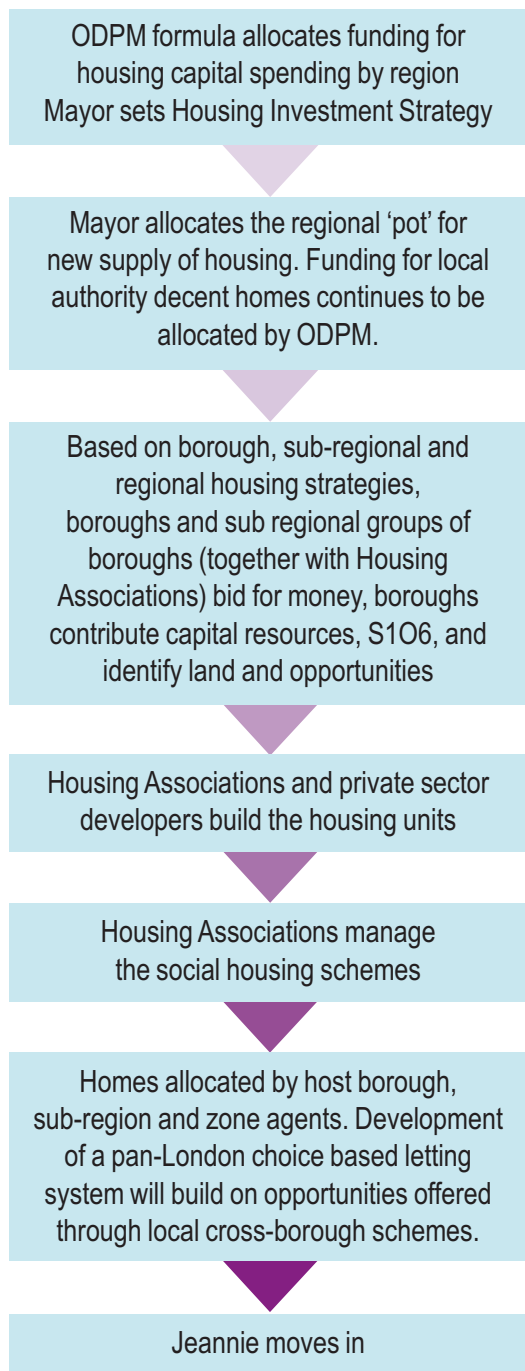 ODPM formula allocates funding for
housing capital spending by region
Mayor sets Housing Investment Strategy
Mayor allocates the regional ‘pot’ for
new supply of housing. Funding for local
authority decent homes continues to be
allocated by ODPM.
Based on borough, sub-regional and
regional housing strategies,
boroughs and sub regional groups of
boroughs (together with Housing
Associations) bid for money, boroughs
contribute capital resources, S1O6, and
identify land and opportunities
Housing Associations and private sector
developers build the housing units
Housing Associations manage
the social housing schemes
Homes allocated by host borough,
sub-region and zone agents. Development
of a pan-London choice based letting
system will build on opportunities offered
through local cross-borough schemes.
Jeannie moves in